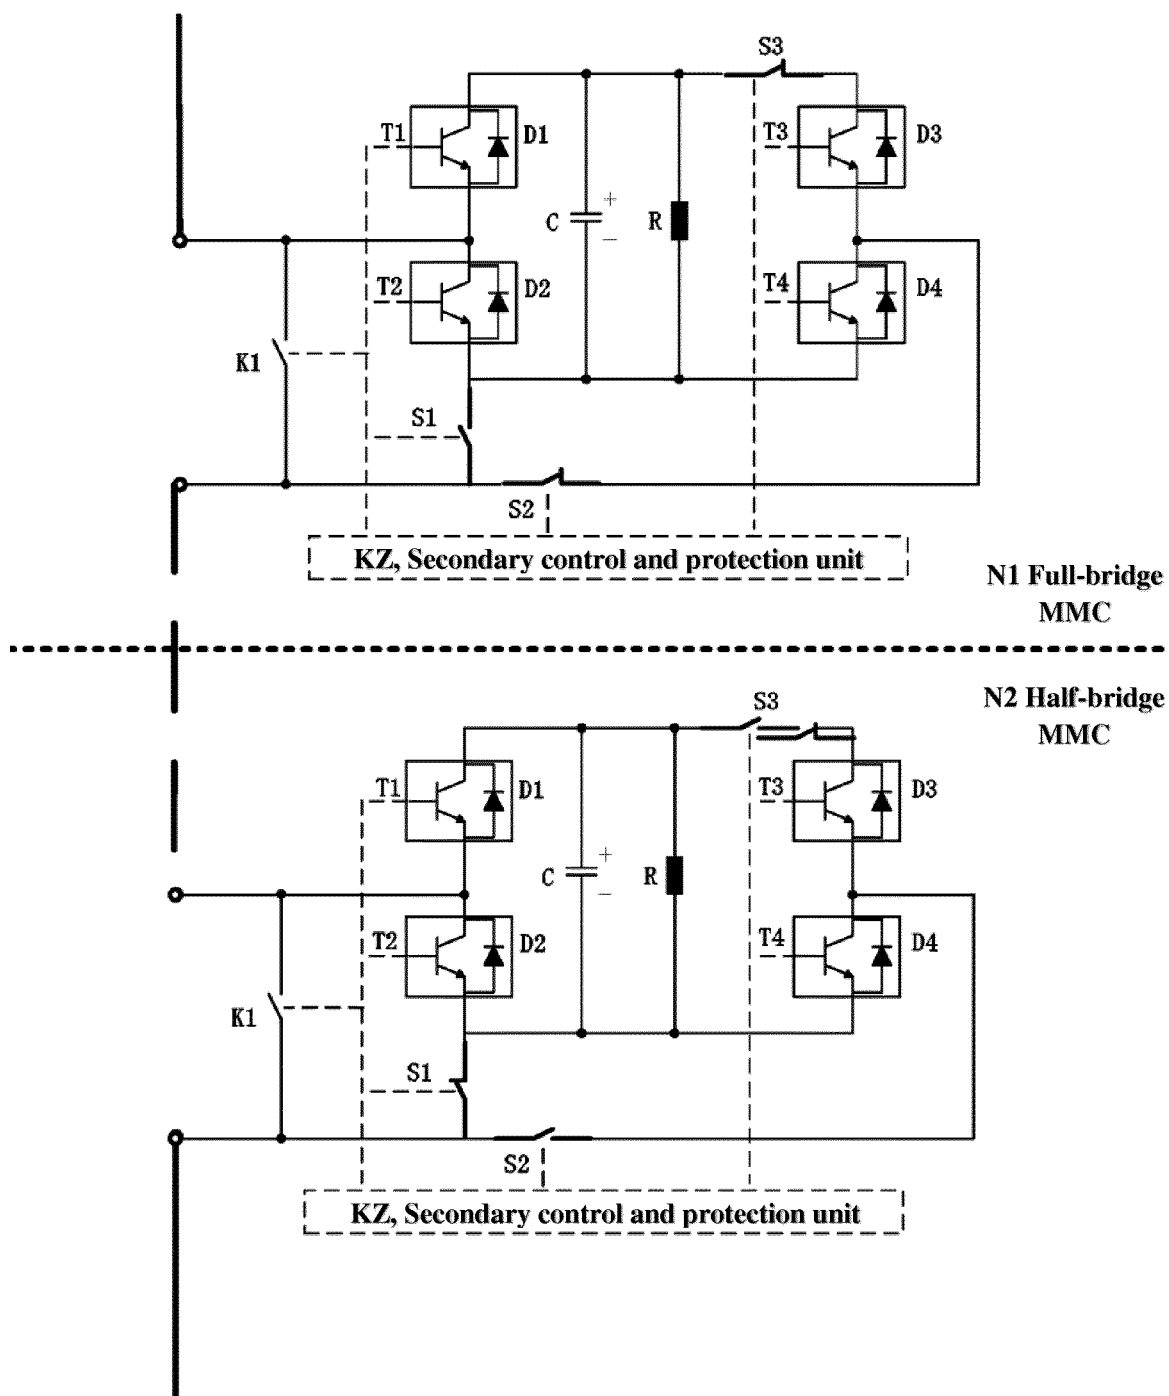 S3
T1
D1
T3
D3
C
+
−
R
T2
D2
T4
D4
K1
S1
S2
KZ, Secondary control and protection unit
N1 Full-bridge
MMC
N2 Half-bridge
MMC
S3
T1
D1
T3
D3
C
+
−
R
T2
D2
T4
D4
K1
S1
S2
KZ, Secondary control and protection unit